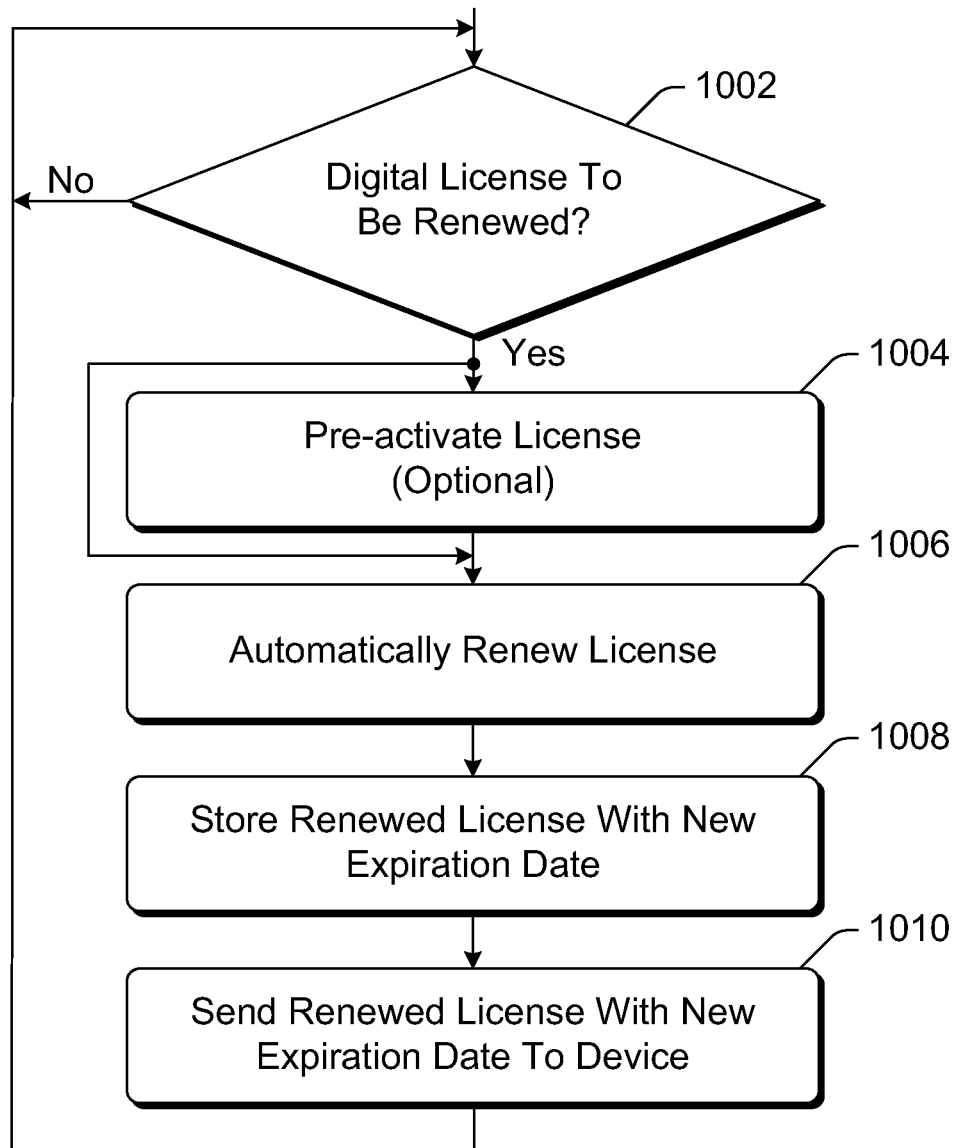 1002
Digital License To
Be Renewed?
No
Yes
1004
Pre-activate License
(Optional)
1006
Automatically Renew License
1008
Store Renewed License With New
Expiration Date
1010
Send Renewed License With New
Expiration Date To Device